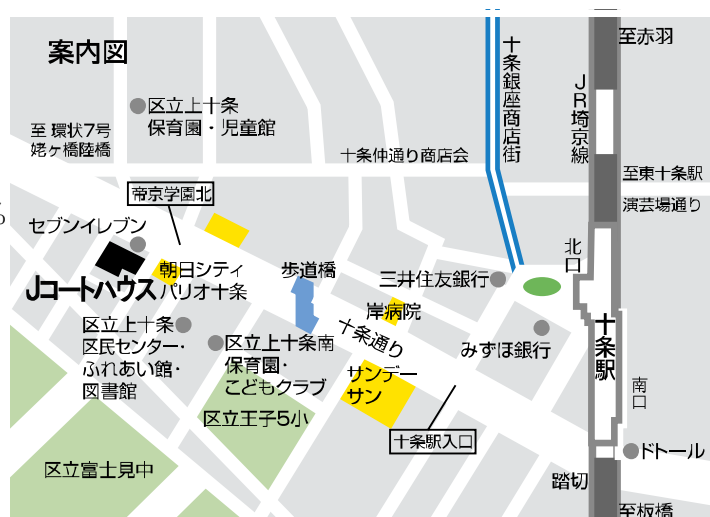 案内図
至赤羽
十条銀座商店街
JR埼京線
区立上十条
保育園・児童館
至 環状7号
姥ヶ橋陸橋
十条仲通り商店会
至東十条駅
演芸場通り
帝京学園北
セブンイレブン
北口
朝日シティ
パリオ十条
歩道橋
三井住友銀行
Jコートハウス
岸病院
十条通り
みずほ銀行
十条駅
区立上十条
区民センター・
ふれあい館・
図書館
区立上十条南
保育園・
こどもクラブ
サンデー
サン
南口
区立王子5小
十条駅入口
ドトール
区立富士見中
踏切
至板橋